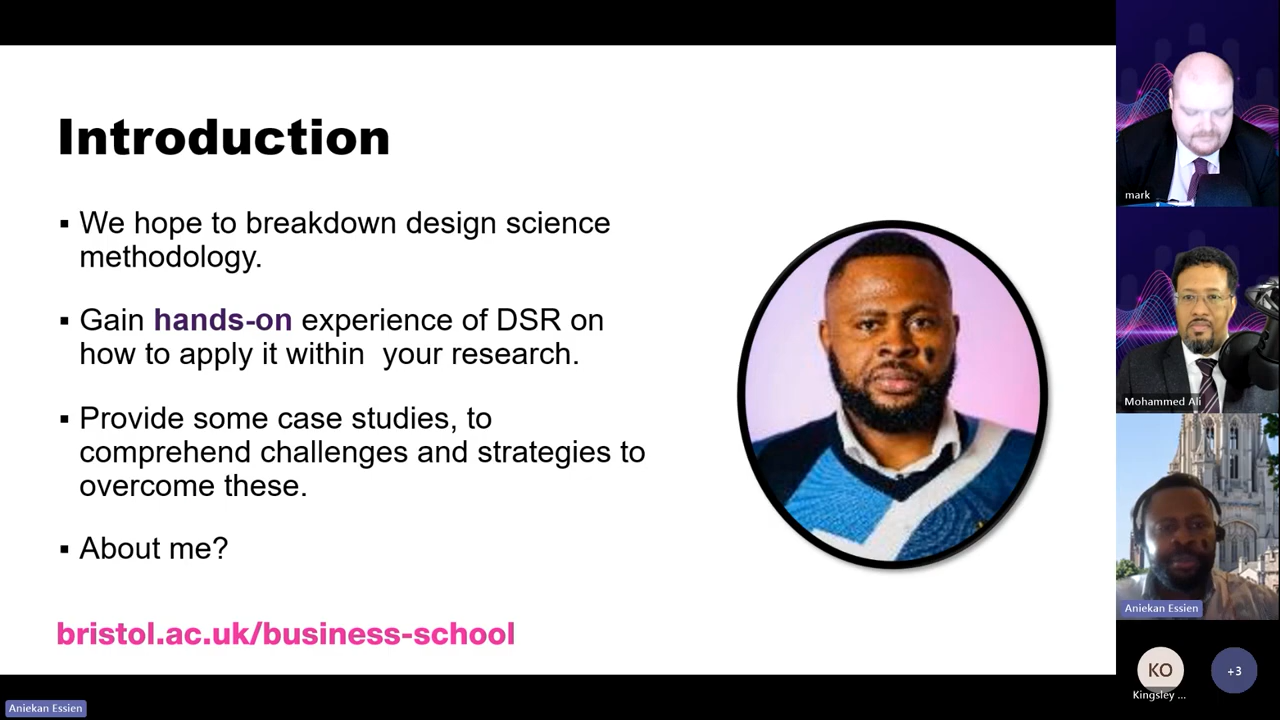 Introduction
▪ We hope to breakdown design science
methodology.
▪ Gain hands-on experience of DSR on
how to apply it within  your research.
▪ Provide some case studies, to
comprehend challenges and strategies to
overcome these.
▪ About me?
bristol.ac.uk/business-school
Aniekan Essien
mark
Mohammed Ali
Aniekan Essien
KO
Kingsley ...
+3